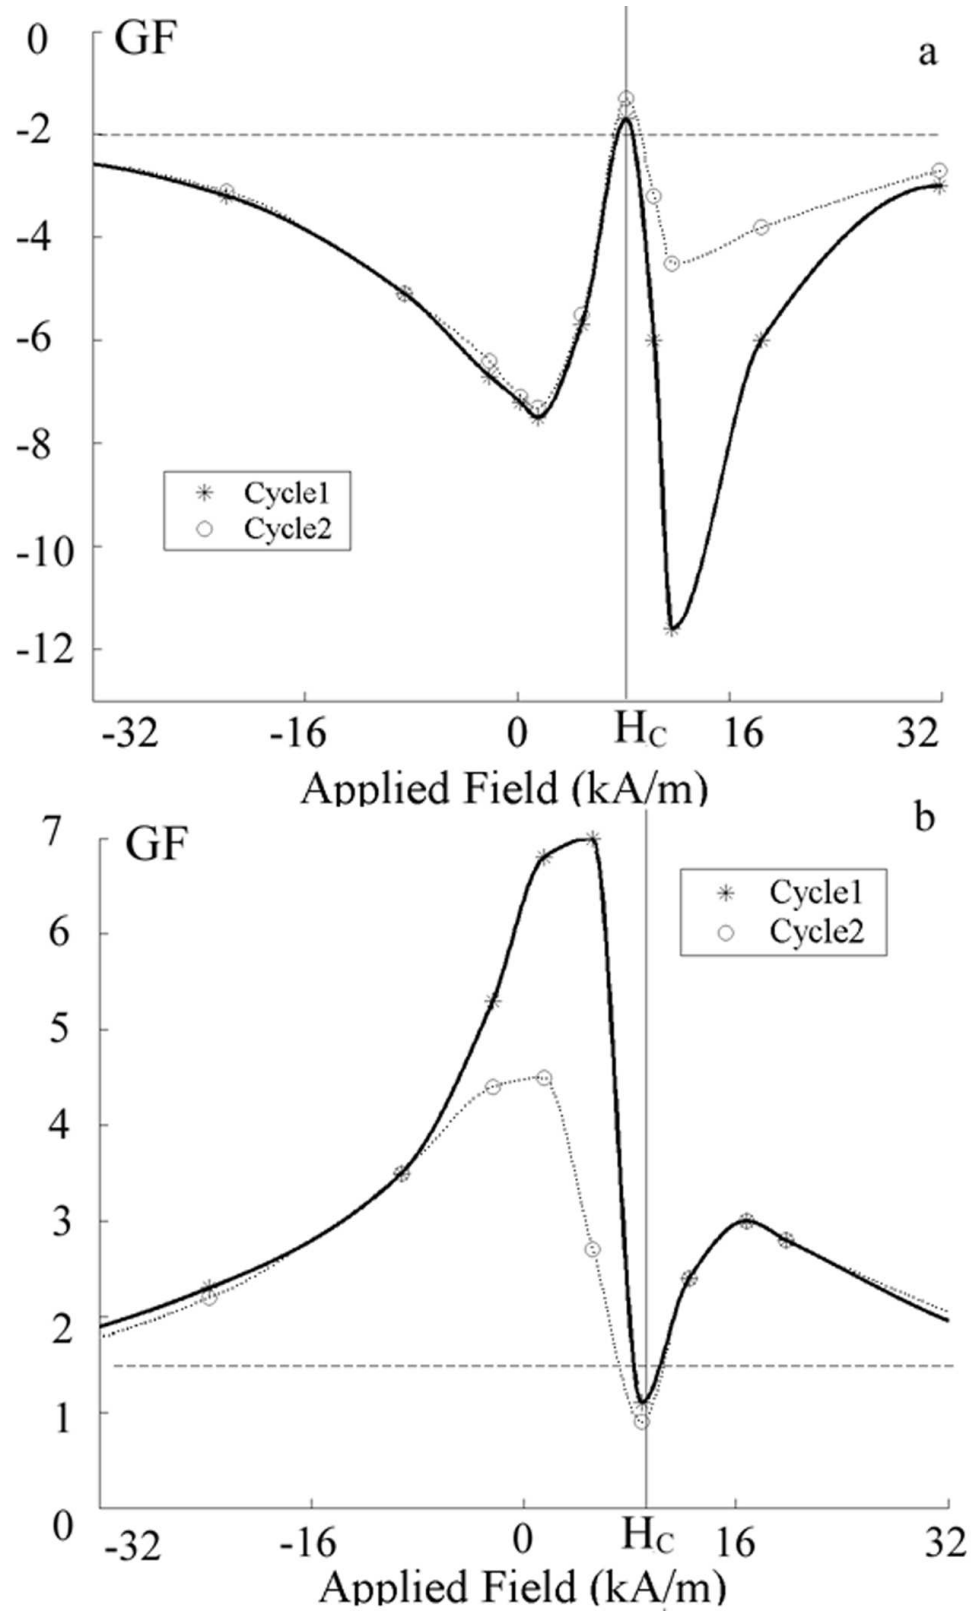 0 GF a
-2
-4
-6
-8
Cycle1
Cycle2
-10
-12
-32 -16 0 HC 16 32
Applied Field (kA/m)
b
7 GF
Cycle1
Cycle2
6
5
4
3
2
1
0
-32 -16 0 HC 16 32
Applied Field (kA/m)